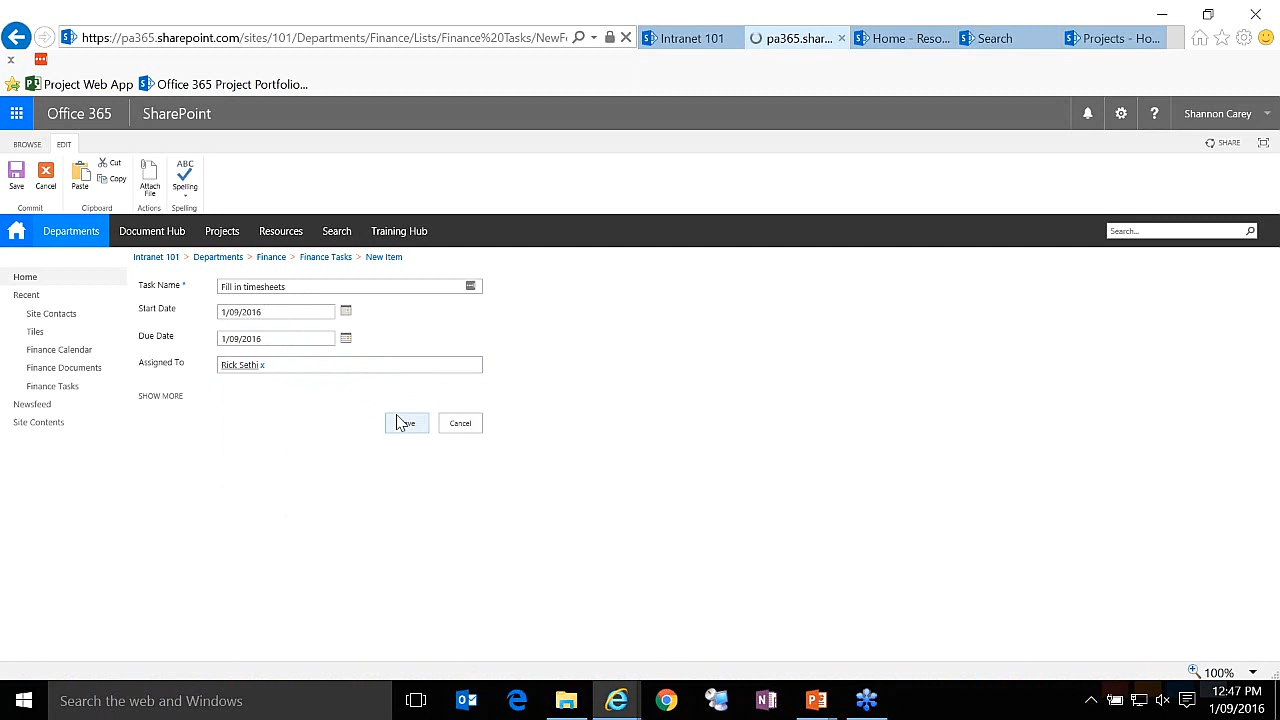 https://pa365.sharepoint.com/sites/101/Departments/Finance/Lists/Finance%20Tasks/NewF
Intranet 101
pa365.shar...
Home - Reso...
Search
Projects - Ho...
x
Project Web App
Office 365 Project Portfolio...
Office 365
SharePoint
?
Shannon Carey
BROWSE
EDIT
SHARE
Save
Cancel
Paste
Cut
Copy
Attach
File
ABC
Spelling
Commit
Clipboard
Actions
Spelling
Departments
Document Hub
Projects
Resources
Search
Training Hub
Search...
Intranet 101 > Departments > Finance > Finance Tasks > New Item
Home
Recent
Site Contacts
Tiles
Finance Calendar
Finance Documents
Finance Tasks
Newsfeed
Site Contents
Task Name *
Fill in timesheets
Start Date
1/09/2016
Due Date
1/09/2016
Assigned To
Rick Sethi x
SHOW MORE
Cancel
100%
Search the web and Windows
12:47 PM
1/09/2016